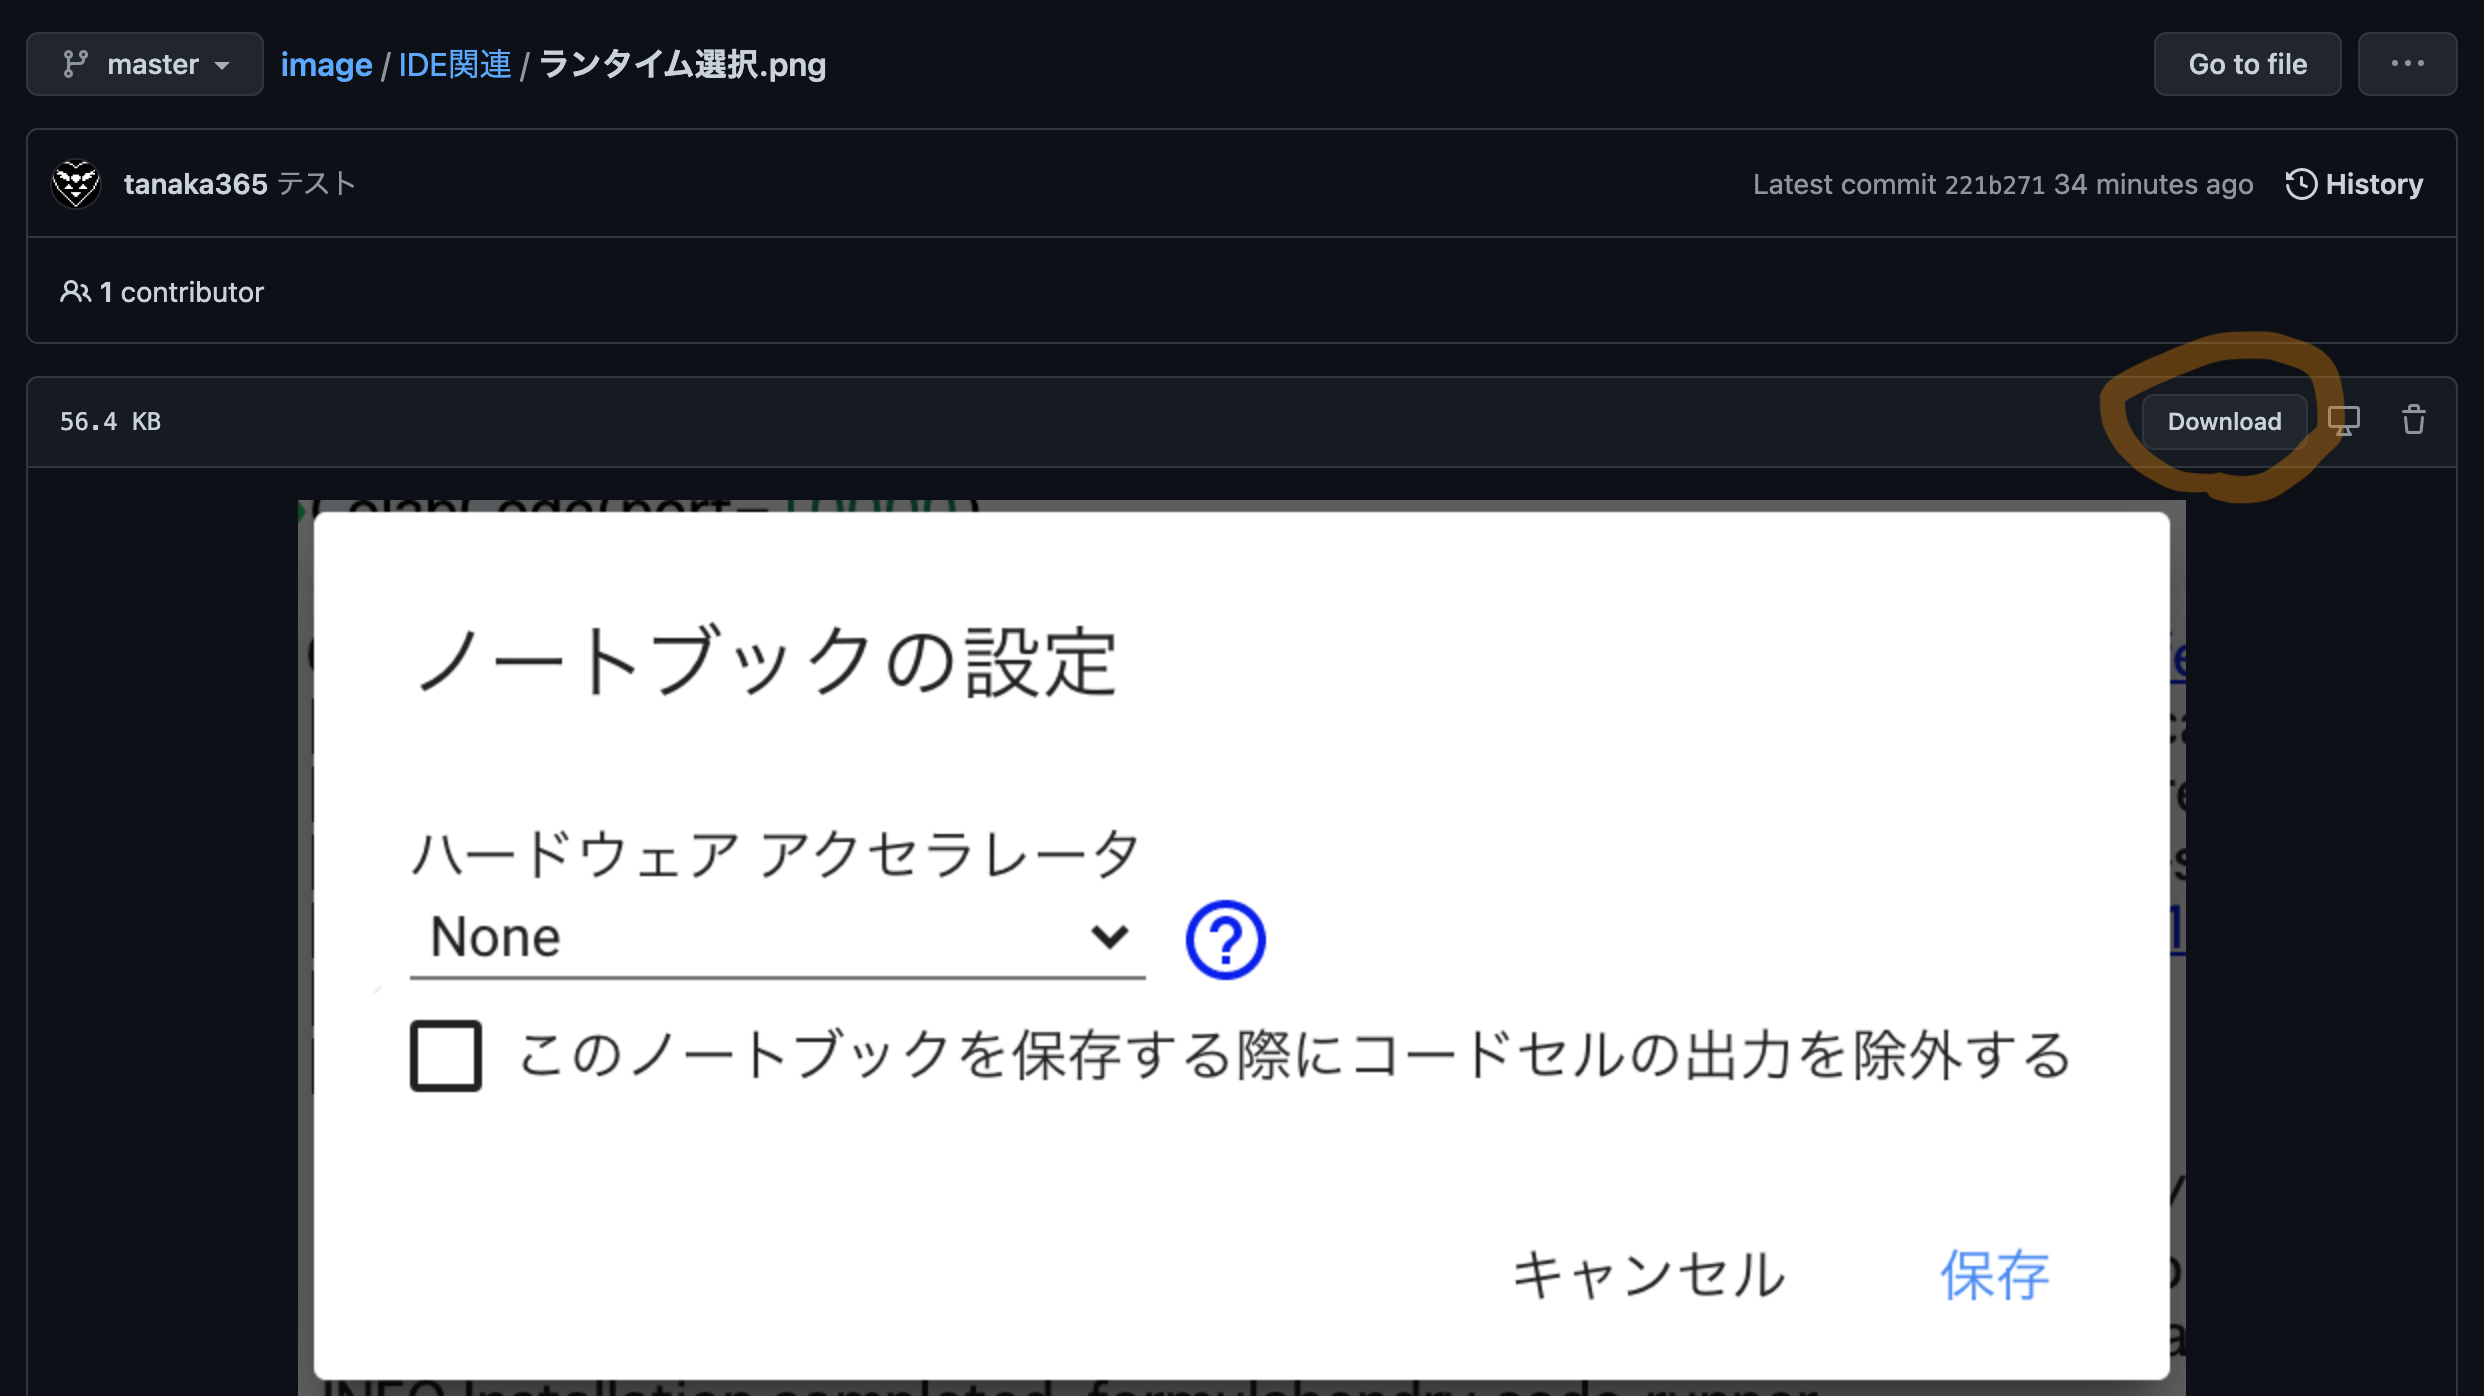 master image / IDE関連 / ランタイム選択.png Go to file ...
tanaka365 テスト Latest commit 221b271 34 minutes ago History
1 contributor
56.4 KB Download
ノートブックの設定
ハードウェア アクセラレータ
None
このノートブックを保存する際にコードセルの出力を除外する
キャンセル 保存